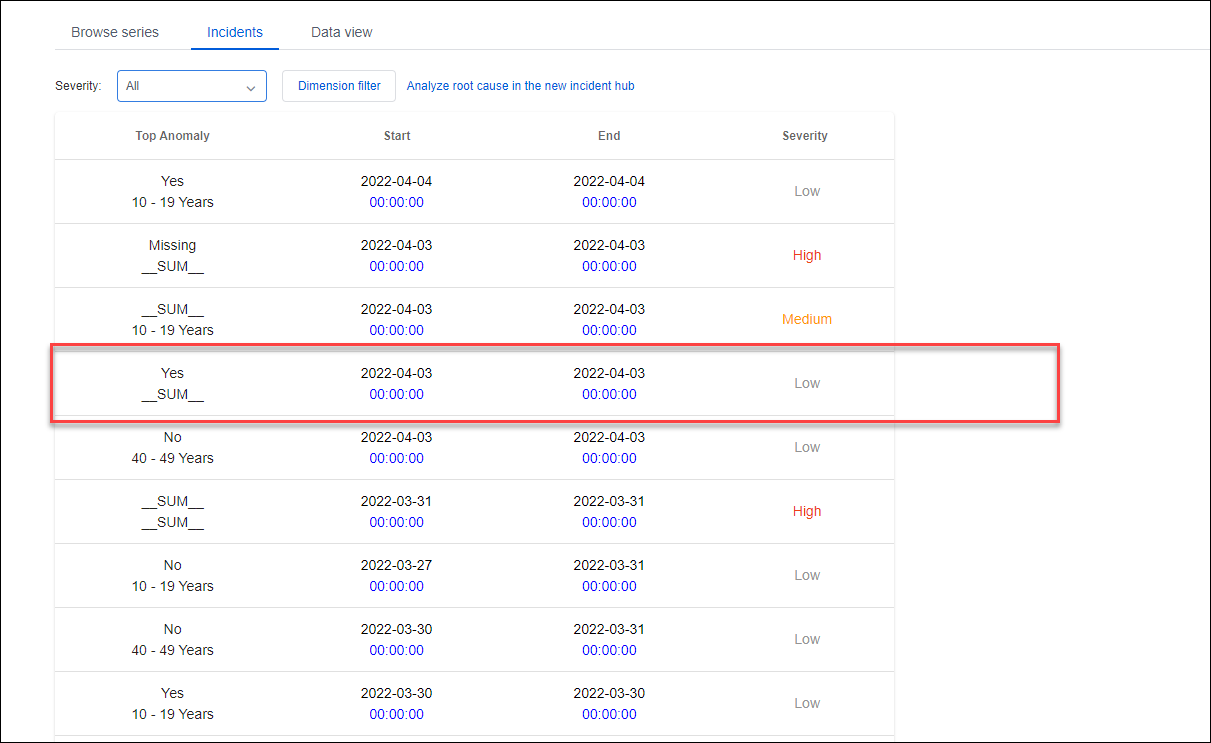 Browse series Incidents Data view
Severity: All Dimension filter Analyze root cause in the new incident hub
Top Anomaly Start End Severity
Yes 2022-04-04 2022-04-04
Low
10 - 19 Years 00:00:00 00:00:00
Missing 2022-04-03 2022-04-03
High
__SUM__ 00:00:00 00:00:00
__SUM__ 2022-04-03 2022-04-03
Medium
10 - 19 Years 00:00:00 00:00:00
Yes 2022-04-03 2022-04-03
Low
__SUM__ 00:00:00 00:00:00
No 2022-04-03 2022-04-03
Low
40 - 49 Years 00:00:00 00:00:00
__SUM__ 2022-03-31 2022-03-31
High
__SUM__ 00:00:00 00:00:00
No 2022-03-27 2022-03-31
Low
10 - 19 Years 00:00:00 00:00:00
No 2022-03-30 2022-03-31
Low
40 - 49 Years 00:00:00 00:00:00
Yes 2022-03-30 2022-03-30
Low
10 - 19 Years 00:00:00 00:00:00